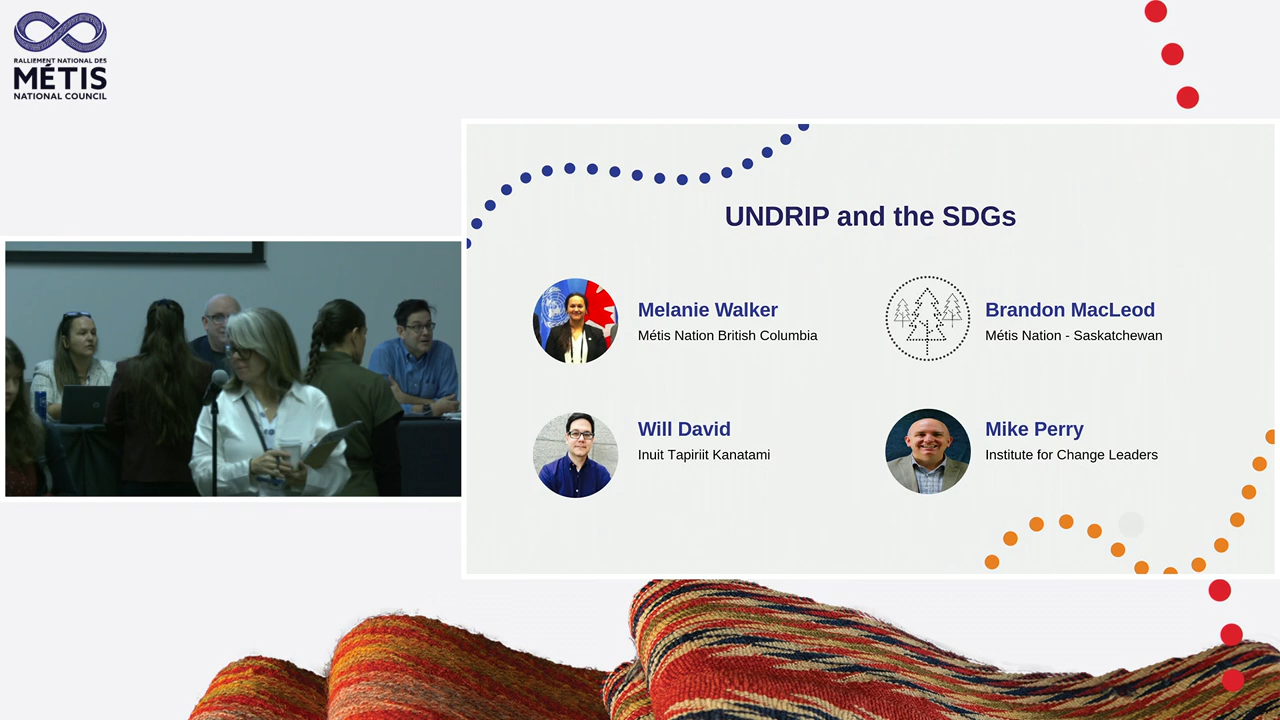 RALLIEMENT NATIONAL DES
MÉTIS
NATIONAL COUNCIL
UNDRIP and the SDGs
Melanie Walker
Métis Nation British Columbia
Brandon MacLeod
Métis Nation - Saskatchewan
Will David
Inuit Tapiriit Kanatami
Mike Perry
Institute for Change Leaders